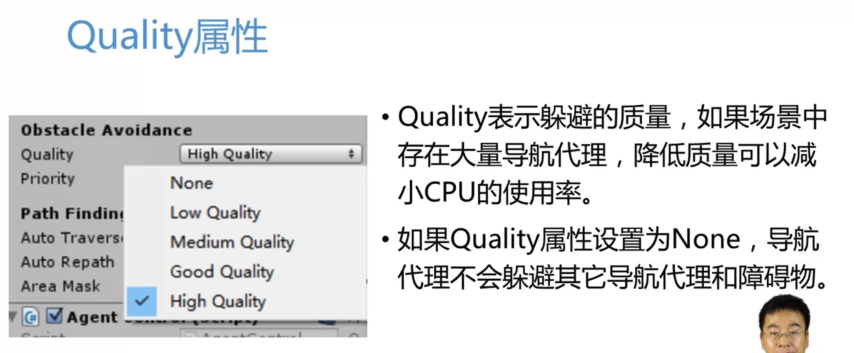 Quality属性
Obstacle Avoidance
Quality
High Quality
Priority
None
Low Quality
Path Finding
Medium Quality
Auto Traverse
Good Quality
Auto Repath
High Quality
Area Mask
Agent Control (Script)
Script
AgentControl
• Quality表示躲避的质量，如果场景中
存在大量导航代理，降低质量可以减
小CPU的使用率。
• 如果Quality属性设置为None，导航
代理不会躲避其它导航代理和障碍物。